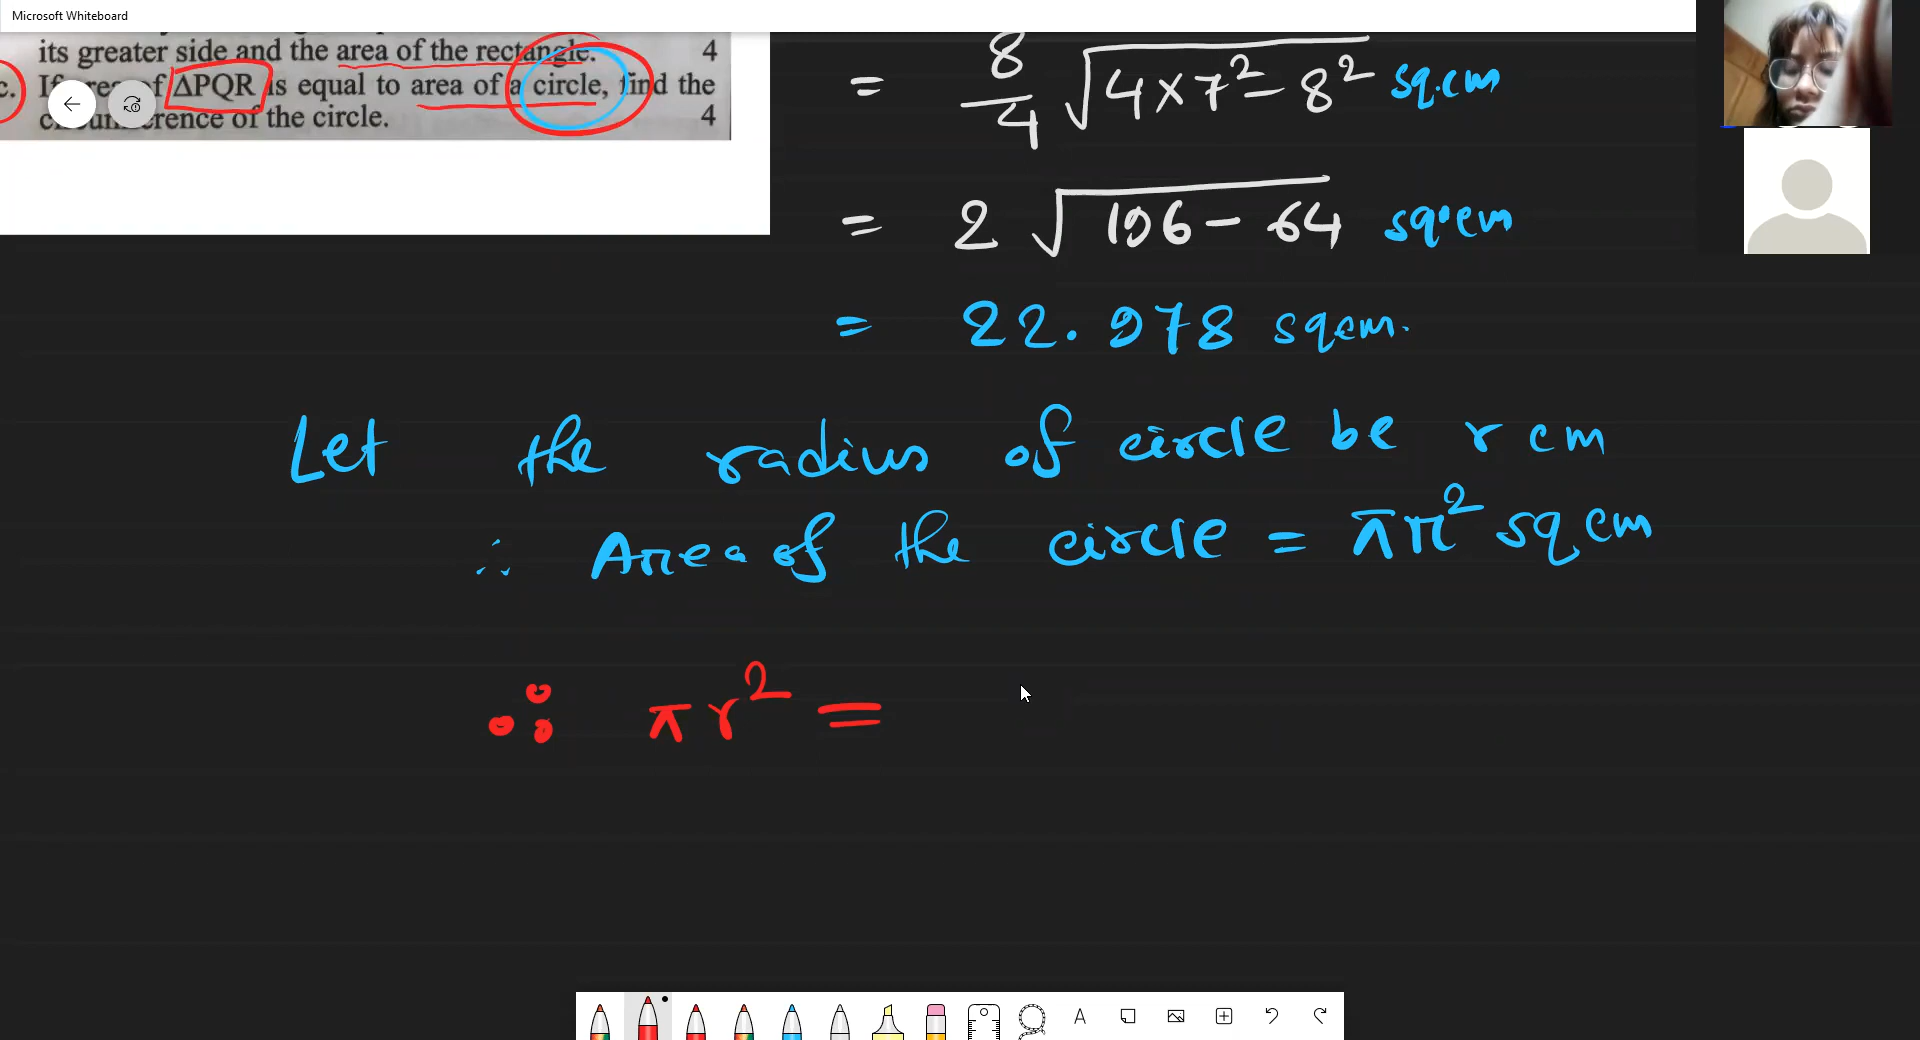 Microsoft Whiteboard
its greater side and the area of the rectangle. 4
c. If area of ΔPQR is equal to area of a circle, find the
circumference of the circle. 4
= 8/4 √(4×7² − 8²) sq.cm
= 2 √(196 − 64) sq cm
= 22.978 sq cm.
Let the radius of circle be r cm
∴ Area of the circle = πr² sq cm
∴ πr² =